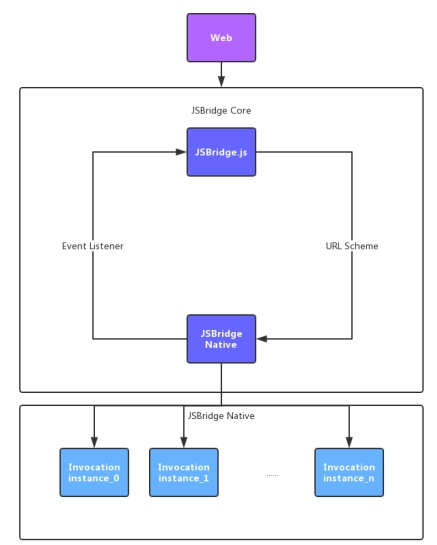 Web
JSBridge Core
JSBridge.js
Event Listener
URL Scheme
JSBridge
Native
JSBridge Native
Invocation
instance_0
Invocation
instance_1
......
Invocation
instance_n